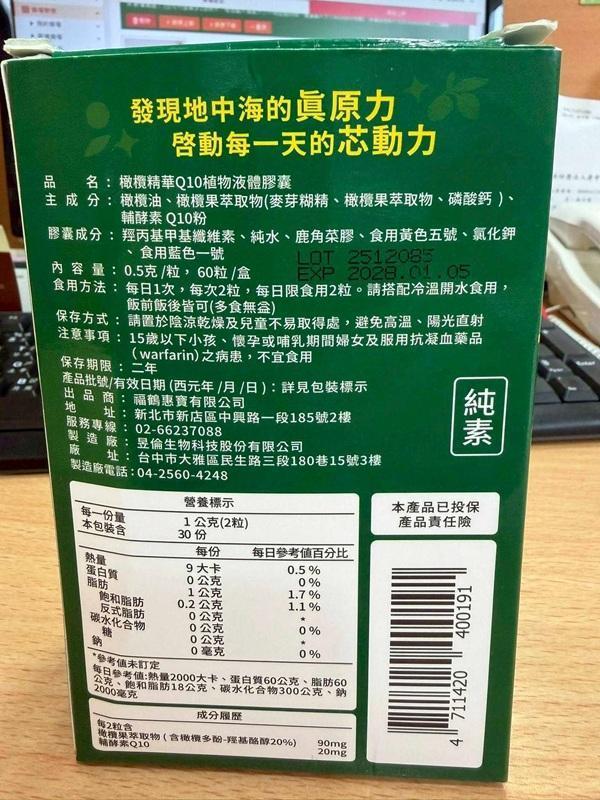 發現地中海的眞原力
啓動每一天的芯動力
品 名：橄欖精華Q10植物液體膠囊
主 成 分：橄欖油、橄欖果萃取物(麥芽糊精、橄欖果萃取物、磷酸鈣)、
輔酵素 Q10粉
膠囊成分：羥丙基甲基纖維素、純水、鹿角菜膠、食用黃色五號、氯化鉀
、食用藍色一號
LOT 2512085
內 容 量：0.5克/粒，60粒/盒
EXP 2028.01.05
食用方法：每日1次，每次2粒，每日限食用2粒。請搭配冷溫開水食用，
飯前飯後皆可(多食無益)
保存方式：請置於陰涼乾燥及兒童不易取得處，避免高溫、陽光直射
注意事項：15歲以下小孩、懷孕或哺乳期間婦女及服用抗凝血藥品
（warfarin)之病患，不宜食用
保存期限：二年
產品批號/有效日期(西元年/月/日)：詳見包裝標示
出 品 商：福鶴惠寶有限公司
地 址：新北市新店區中興路一段185號2樓
服務專線：02-66237088
製 造 廠：昱倫生物科技股份有限公司
廠 址：台中市大雅區民生路三段180巷15號3樓
製造廠電話:04-2560-4248
純素
營養標示
每一份量 1 公克(2粒)
本包裝含 30 份
每份 每日參考值百分比
熱量 9 大卡 0.5%
蛋白質 0 公克 0%
脂肪 1 公克 1.7%
飽和脂肪 0.2 公克 1.1%
反式脂肪 0 公克 *
碳水化合物 0 公克 0%
糖 0 公克 *
鈉 0 毫克 0%
*參考值未訂定
每日參考值:熱量2000大卡、蛋白質60公克、脂肪60
公克、飽和脂肪18公克、碳水化合物300公克、鈉
2000毫克
成分履歷
每2粒含
橄欖果萃取物(含橄欖多酚-羥基酪醇20%) 90mg
輔酵素Q10 20mg
本產品已投保
產品責任險
4 711420 400191